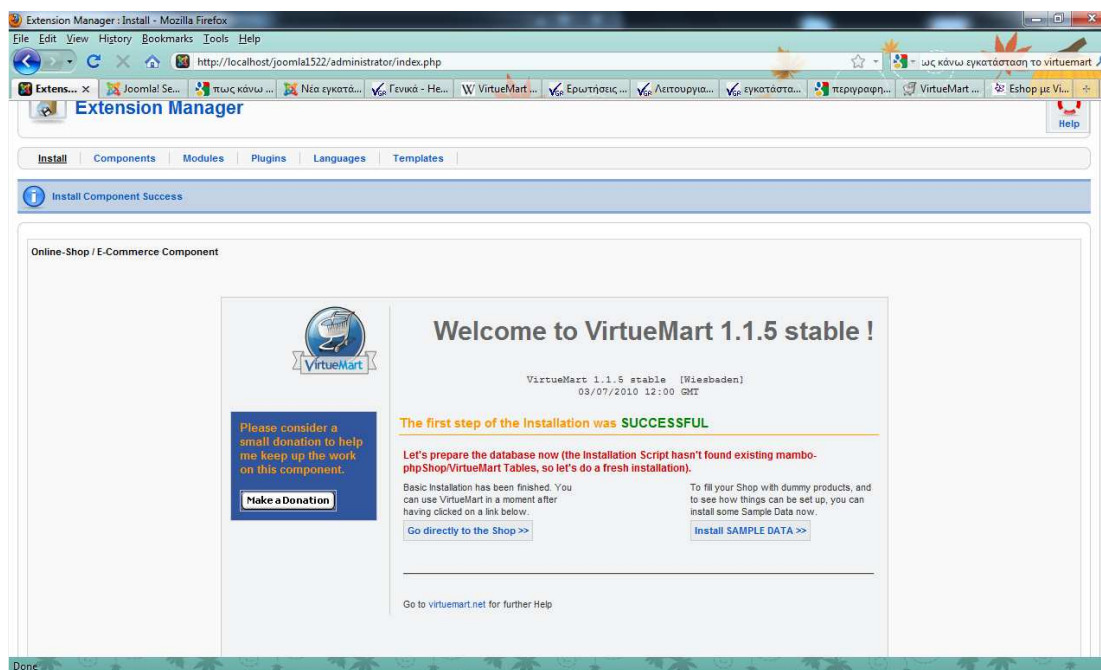 Extension Manager : Install - Mozilla Firefox
File Edit View History Bookmarks Tools Help
http://localhost/joomla1522/administrator/index.php
ως κάνω εγκατάσταση το virtuemart
Extens... Joomla! Se... πως κάνω ... Νέα εγκατά... Γενικά - He... VirtueMart ... Ερωτήσεις ... Λειτουργια... εγκατάστα... περιγραφη... VirtueMart ... Eshop με Vi...
Extension Manager
Help
Install Components Modules Plugins Languages Templates
Install Component Success
Online-Shop / E-Commerce Component
VirtueMart
Welcome to VirtueMart 1.1.5 stable !
VirtueMart 1.1.5 stable [Wiesbaden]
03/07/2010 12:00 GMT
Please consider a
small donation to help
me keep up the work
on this component.
Make a Donation
The first step of the Installation was SUCCESSFUL
Let's prepare the database now (the Installation Script hasn't found existing mambo-
phpShop/VirtueMart Tables, so let's do a fresh installation).
Basic Installation has been finished. You
can use VirtueMart in a moment after
having clicked on a link below.
Go directly to the Shop >>
To fill your Shop with dummy products, and
to see how things can be set up, you can
install some Sample Data now.
Install SAMPLE DATA >>
Go to virtuemart.net for further Help
Done